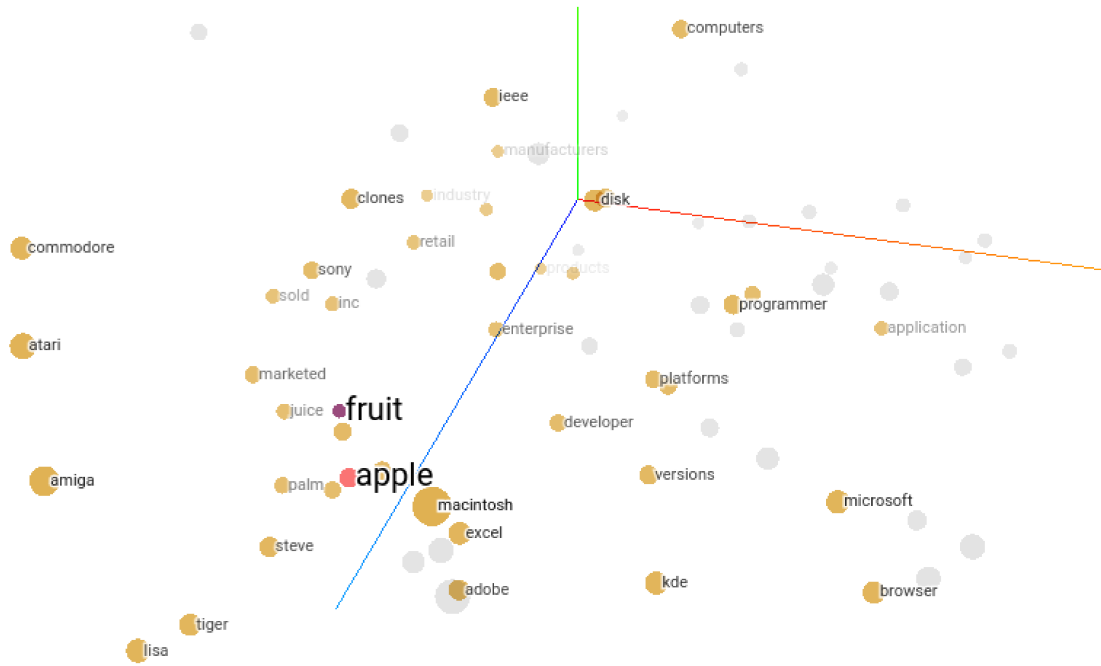 computers
ieee
manufacturers
industry
clones
disk
retail
commodore
sony
products
sold
inc
programmer
enterprise
application
atari
marketed
platforms
juice
fruit
developer
apple
versions
amiga
palm
macintosh
microsoft
excel
steve
kde
adobe
browser
tiger
lisa